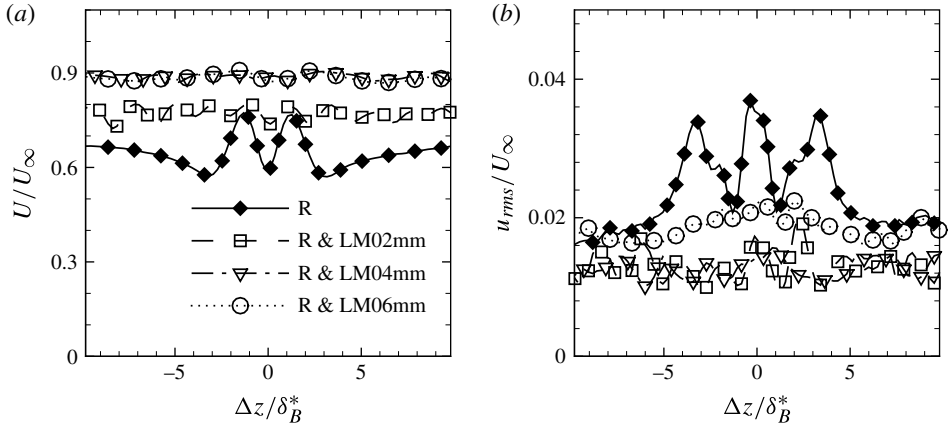 (a)
0.9
0.6
0.3
0
U/U∞
−5
0
5
Δz/δ*B
R
R & LM02mm
R & LM04mm
R & LM06mm
(b)
0.04
0.02
0
u_rms/U∞
−5
0
5
Δz/δ*B